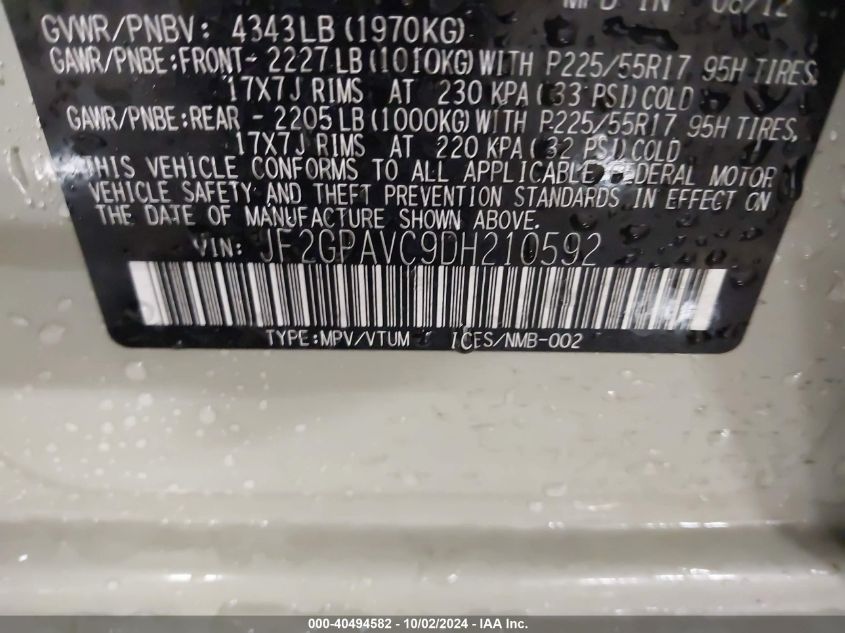 MFD IN 08/12
GVWR/PNBV: 4343LB (1970KG)
GAWR/PNBE:FRONT- 2227 LB (1010KG) WITH P225/55R17 95H TIRES,
17X7J RIMS AT 230 KPA (33 PSI) COLD
GAWR/PNBE:REAR - 2205 LB (1000KG) WITH P225/55R17 95H TIRES,
17X7J RIMS AT 220 KPA (32 PSI) COLD
THIS VEHICLE CONFORMS TO ALL APPLICABLE FEDERAL MOTOR
VEHICLE SAFETY AND THEFT PREVENTION STANDARDS IN EFFECT ON
THE DATE OF MANUFACTURE SHOWN ABOVE.
VIN: JF2GPAVC9DH210592
TYPE:MPV/VTUM ICES/NMB-002
000-40494582 - 10/02/2024 - IAA Inc.